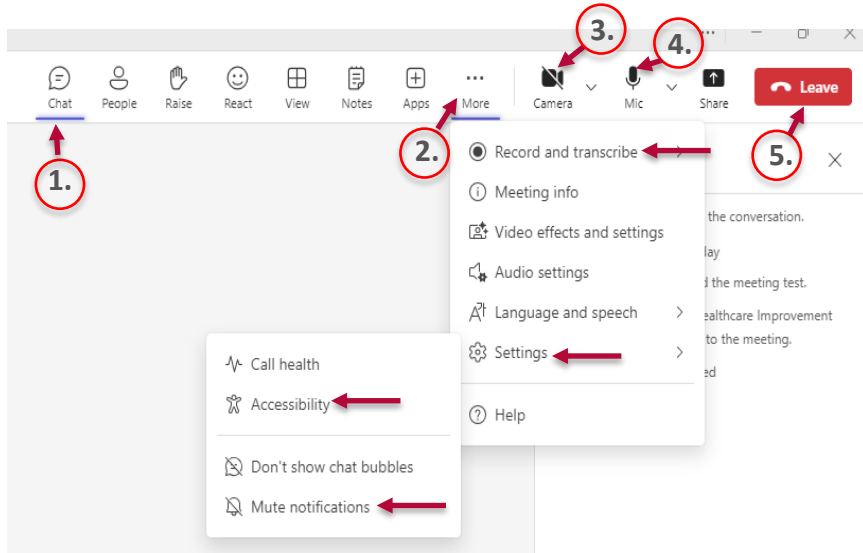 3.
4.
Chat
People
Raise
React
View
Notes
Apps
More
Camera
Mic
Share
Leave
1.
2.
5.
Record and transcribe
Meeting info
Video effects and settings
Audio settings
Language and speech
Settings
Help
the conversation.
the meeting test.
ealthcare Improvement
to the meeting.
Call health
Accessibility
Don't show chat bubbles
Mute notifications